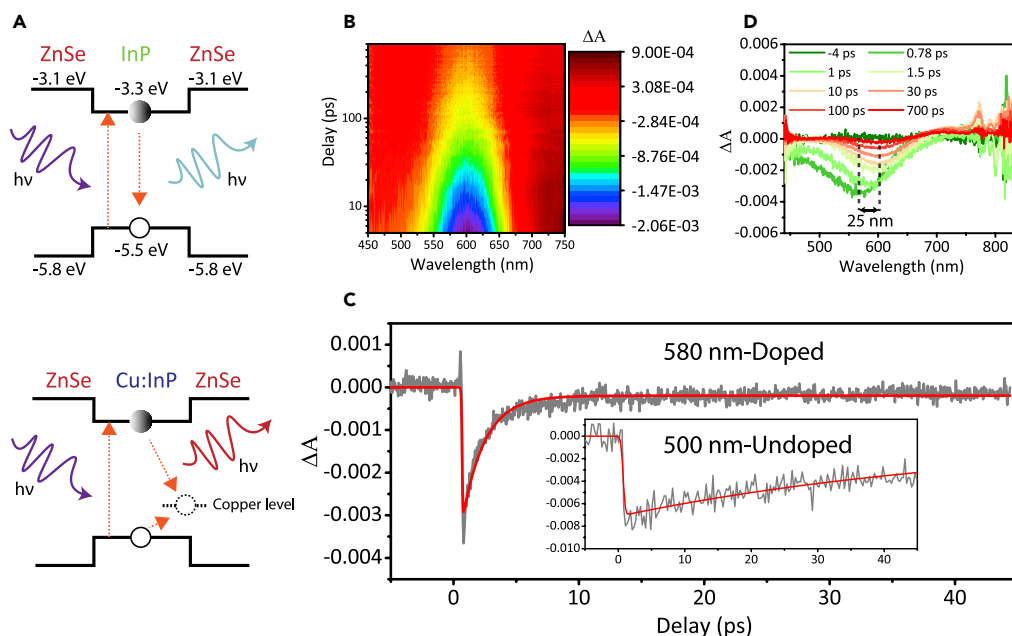 A
ZnSe InP ZnSe
-3.1 eV -3.3 eV -3.1 eV
hν hν
-5.8 eV -5.5 eV -5.8 eV
ZnSe Cu:InP ZnSe
hν hν
Copper level
B
Delay (ps)
100
10
450 500 550 600 650 700 750
Wavelength (nm)
ΔA
9.00E-04
3.08E-04
-2.84E-04
-8.76E-04
-1.47E-03
-2.06E-03
D
ΔA
0.006
0.004
0.002
0.000
-0.002
-0.004
-0.006
-4 ps 0.78 ps
1 ps 1.5 ps
10 ps 30 ps
100 ps 700 ps
25 nm
500 600 700 800
Wavelength (nm)
C
580 nm-Doped
ΔA
0.001
0.000
-0.001
-0.002
-0.003
-0.004
0 10 20 30 40
Delay (ps)
500 nm-Undoped
0.000
-0.002
-0.004
-0.006
-0.008
-0.010
0 10 20 30 40